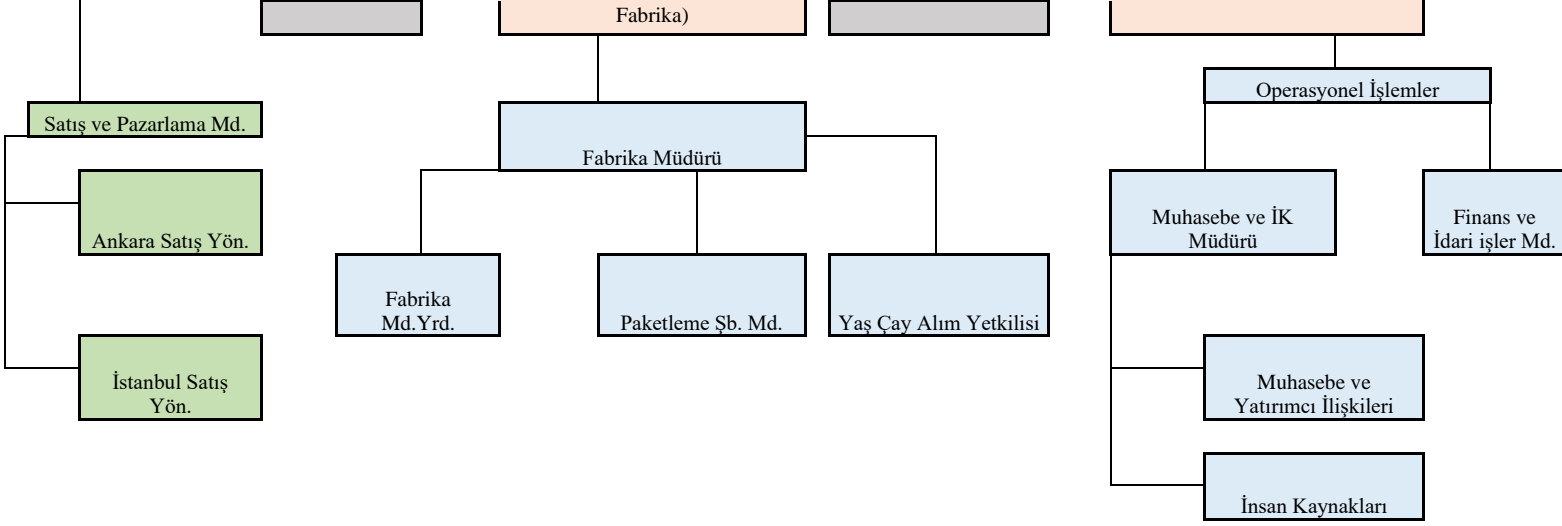 Fabrika)
Operasyonel İşlemler
Satış ve Pazarlama Md.
Fabrika Müdürü
Ankara Satış Yön.
Muhasebe ve İK
Müdürü
Finans ve
İdari işler Md.
Fabrika
Md.Yrd.
Paketleme Şb. Md.
Yaş Çay Alım Yetkilisi
İstanbul Satış
Yön.
Muhasebe ve
Yatırımcı İlişkileri
İnsan Kaynakları